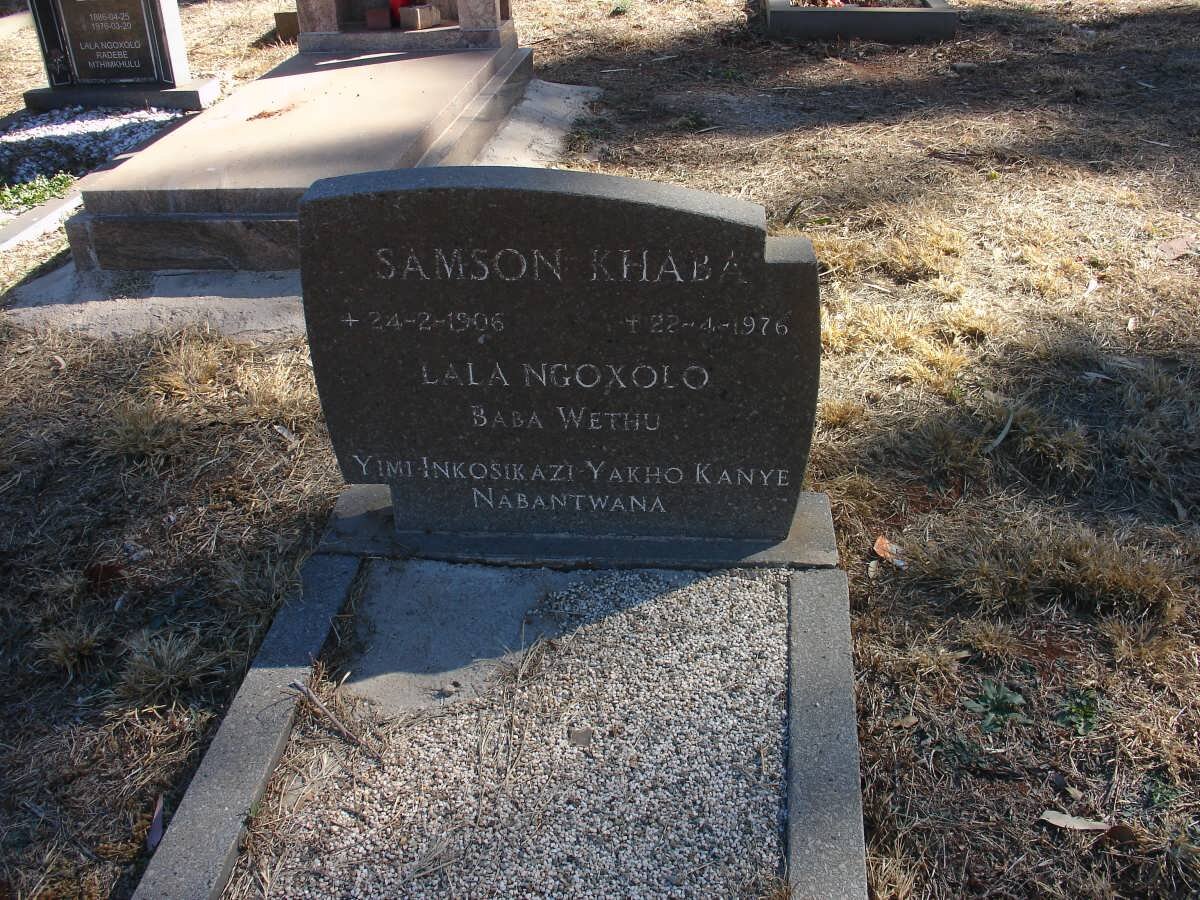 1886-04-25
1976-03-20
LALA NGOXOLO
RADEBE
MTHIMKHULU
SAMSON KHABA
+ 24-2-1906 + 22-4-1976
LALA NGOXOLO
BABA WETHU
YIMI INKOSIKAZI YAKHO KANYE
NABANTWANA